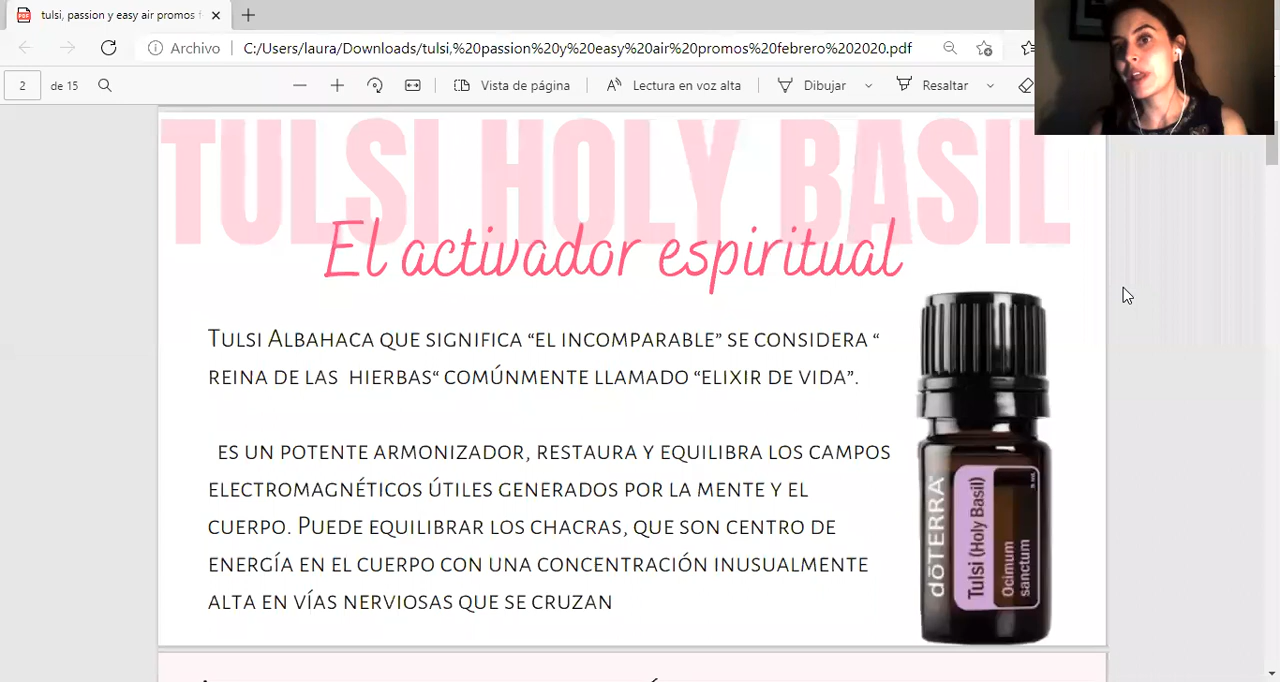 tulsi, passion y easy air promos f
Archivo
C:/Users/laura/Downloads/tulsi,%20passion%20y%20easy%20air%20promos%20febrero%202020.pdf
2 de 15
Vista de página
Lectura en voz alta
Dibujar
Resaltar
TULSI HOLY BASIL
El activador espiritual
TULSI ALBAHACA QUE SIGNIFICA “EL INCOMPARABLE” SE CONSIDERA “
REINA DE LAS HIERBAS“ COMÚNMENTE LLAMADO “ELIXIR DE VIDA”.
ES UN POTENTE ARMONIZADOR, RESTAURA Y EQUILIBRA LOS CAMPOS
ELECTROMAGNÉTICOS ÚTILES GENERADOS POR LA MENTE Y EL
CUERPO. PUEDE EQUILIBRAR LOS CHACRAS, QUE SON CENTRO DE
ENERGÍA EN EL CUERPO CON UNA CONCENTRACIÓN INUSUALMENTE
ALTA EN VÍAS NERVIOSAS QUE SE CRUZAN
dōTERRA
Tulsi (Holy Basil)
Ocimum
sanctum